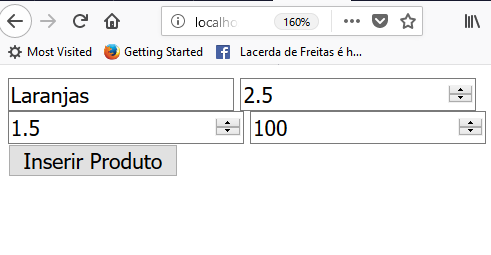 localho 160%
Most Visited Getting Started Lacerda de Freitas é h...
Laranjas 2.5
1.5 100
Inserir Produto